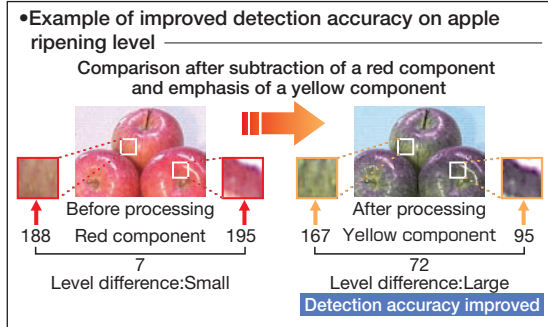 •Example of improved detection accuracy on apple
ripening level
Comparison after subtraction of a red component
and emphasis of a yellow component
Before processing
188 Red component 195
7
Level difference:Small
After processing
167 Yellow component 95
72
Level difference:Large
Detection accuracy improved